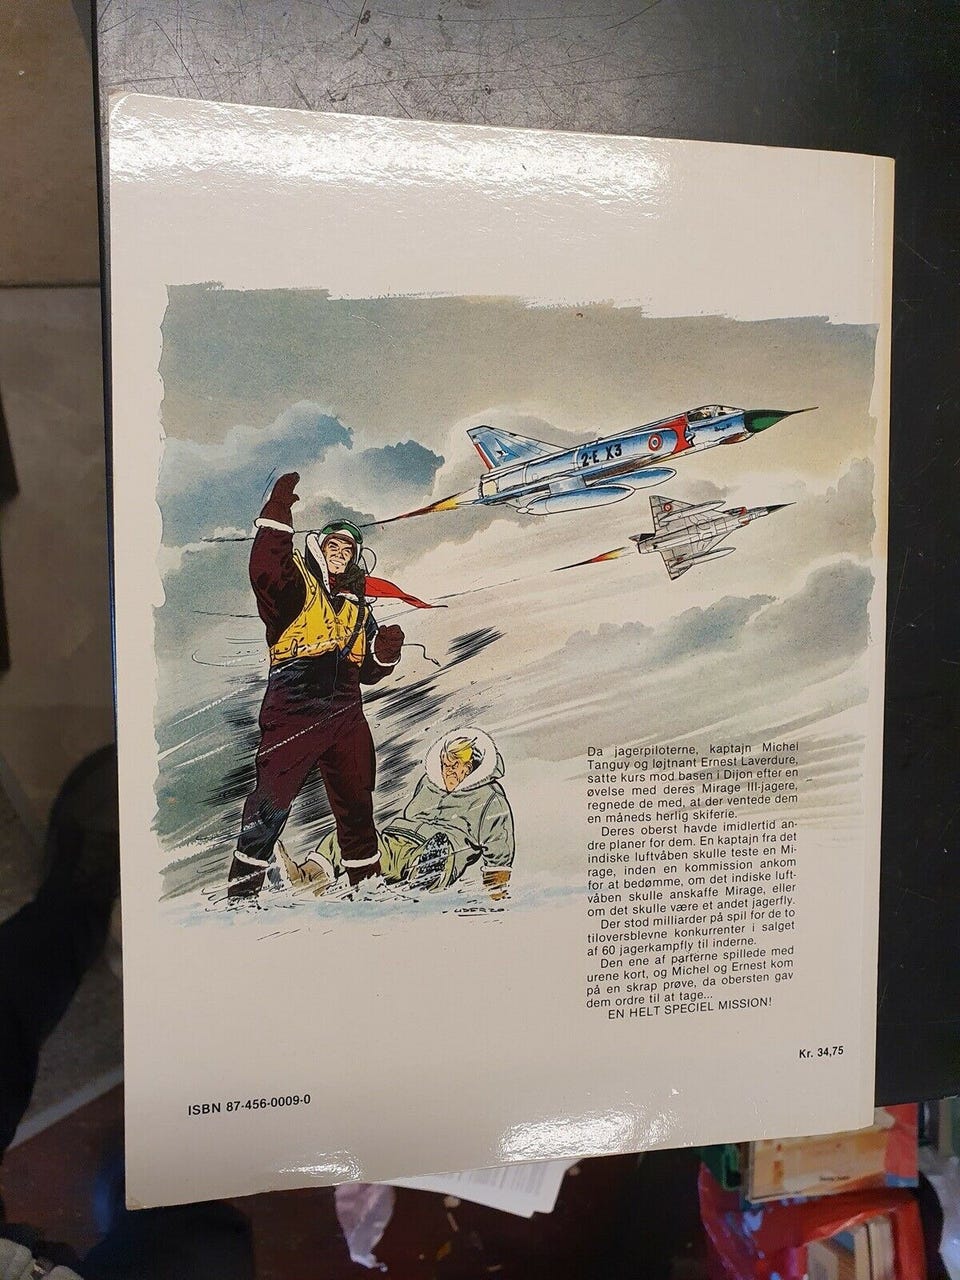 2-E X3
UDERZO
Da jagerpiloterne, kaptajn Michel
Tanguy og løjtnant Ernest Laverdure,
satte kurs mod basen i Dijon efter en
øvelse med deres Mirage III-jagere,
regnede de med, at der ventede dem
en måneds herlig skiferie.
Deres oberst havde imidlertid an-
dre planer for dem. En kaptajn fra det
indiske luftvåben skulle teste en Mi-
rage, inden en kommission ankom
for at bedømme, om det indiske luft-
våben skulle anskaffe Mirage, eller
om det skulle være et andet jagerfly.
Der stod milliarder på spil for de to
tiloversblevne konkurrenter i salget
af 60 jagerkampfly til inderne.
Den ene af parterne spillede med
urene kort, og Michel og Ernest kom
på en skrap prøve, da obersten gav
dem ordre til at tage...
EN HELT SPECIEL MISSION!
Kr. 34,75
ISBN 87-456-0009-0